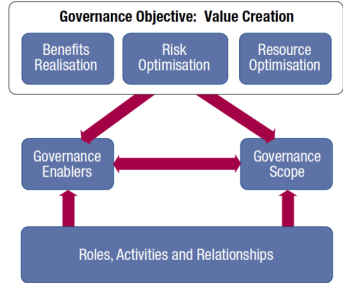 Governance Objective: Value Creation
Benefits
Realisation
Risk
Optimisation
Resource
Optimisation
Governance
Enablers
Governance
Scope
Roles, Activities and Relationships